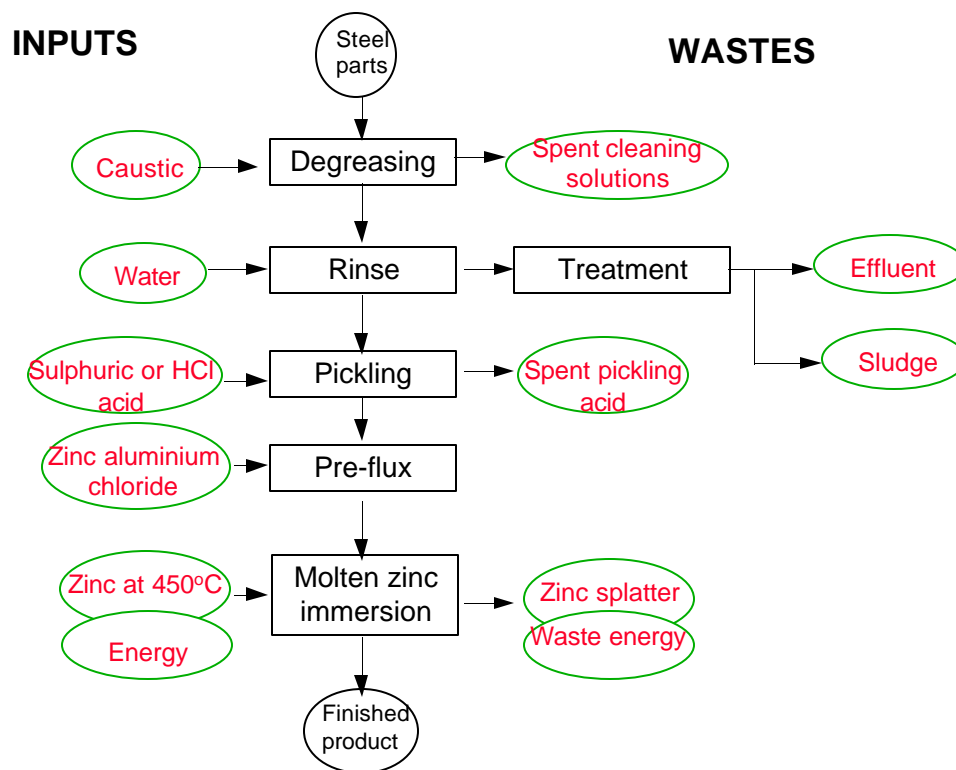 INPUTS
Steel
parts
WASTES
Caustic
Degreasing
Spent cleaning
solutions
Water
Rinse
Treatment
Effluent
Sulphuric or HCl
acid
Pickling
Spent pickling
acid
Sludge
Zinc aluminium
chloride
Pre-flux
Zinc at 450°C
Energy
Molten zinc
immersion
Zinc splatter
Waste energy
Finished
product